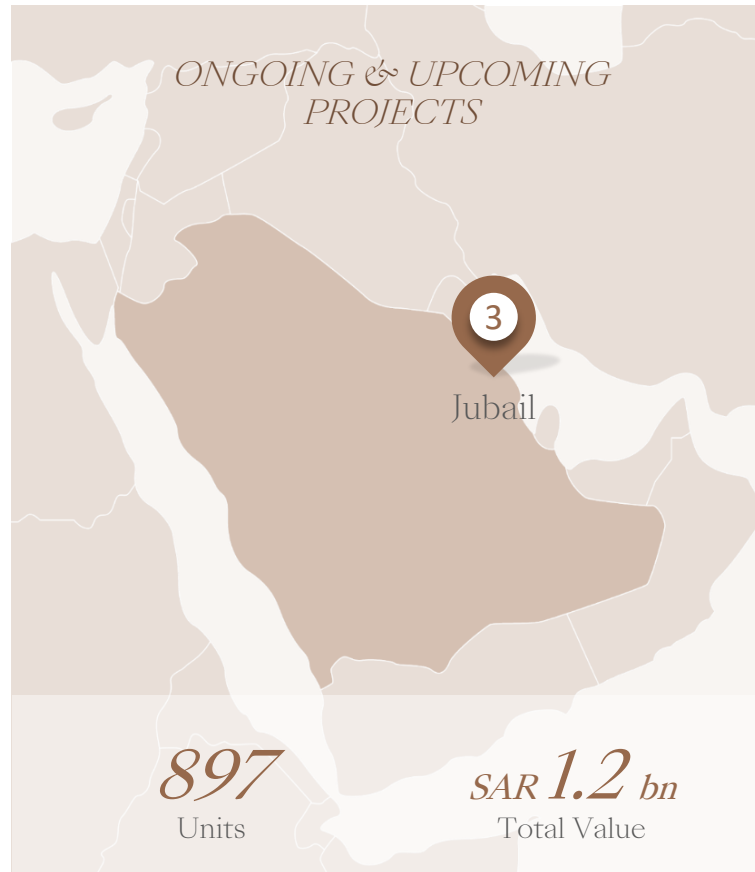 ONGOING & UPCOMING
PROJECTS
3
Jubail
897
Units
SAR 1.2 bn
Total Value